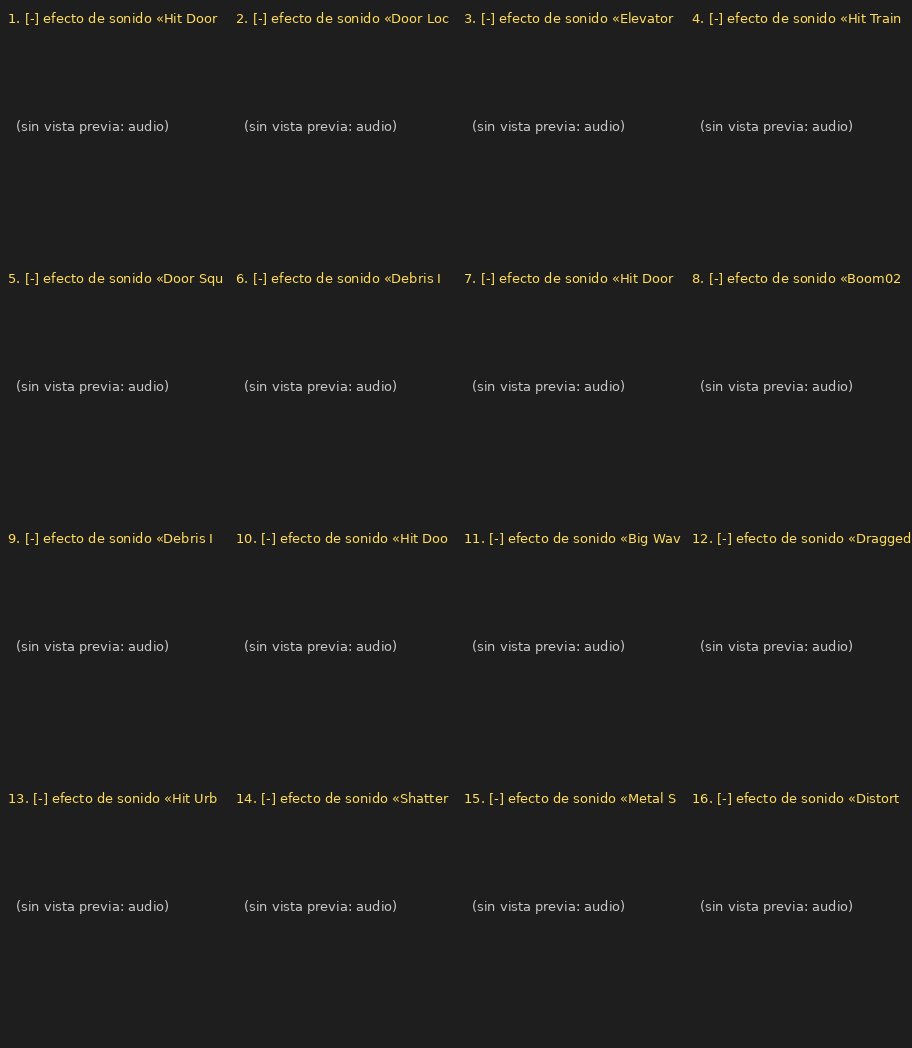 1. [-] efecto de sonido «Hit Door
2. [-] efecto de sonido «Door Loc
3. [-] efecto de sonido «Elevator
4. [-] efecto de sonido «Hit Train
(sin vista previa: audio)
(sin vista previa: audio)
(sin vista previa: audio)
(sin vista previa: audio)
5. [-] efecto de sonido «Door Squ
6. [-] efecto de sonido «Debris I
7. [-] efecto de sonido «Hit Door
8. [-] efecto de sonido «Boom02
(sin vista previa: audio)
(sin vista previa: audio)
(sin vista previa: audio)
(sin vista previa: audio)
9. [-] efecto de sonido «Debris I
10. [-] efecto de sonido «Hit Doo
11. [-] efecto de sonido «Big Wav
12. [-] efecto de sonido «Dragged
(sin vista previa: audio)
(sin vista previa: audio)
(sin vista previa: audio)
(sin vista previa: audio)
13. [-] efecto de sonido «Hit Urb
14. [-] efecto de sonido «Shatter
15. [-] efecto de sonido «Metal S
16. [-] efecto de sonido «Distort
(sin vista previa: audio)
(sin vista previa: audio)
(sin vista previa: audio)
(sin vista previa: audio)